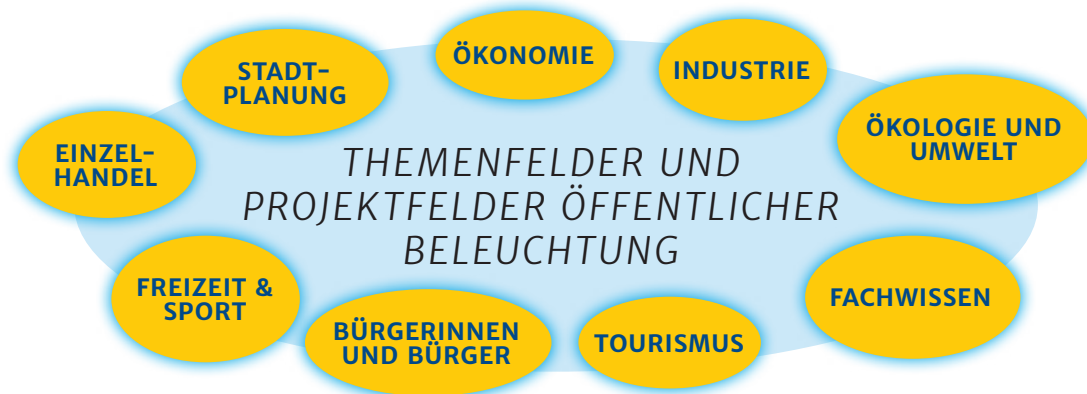 ÖKONOMIE
STADT-
PLANUNG
INDUSTRIE
EINZEL-
HANDEL
ÖKOLOGIE UND
UMWELT
THEMENFELDER UND
PROJEKTFELDER ÖFFENTLICHER
BELEUCHTUNG
FREIZEIT &
SPORT
FACHWISSEN
BÜRGERINNEN
UND BÜRGER
TOURISMUS